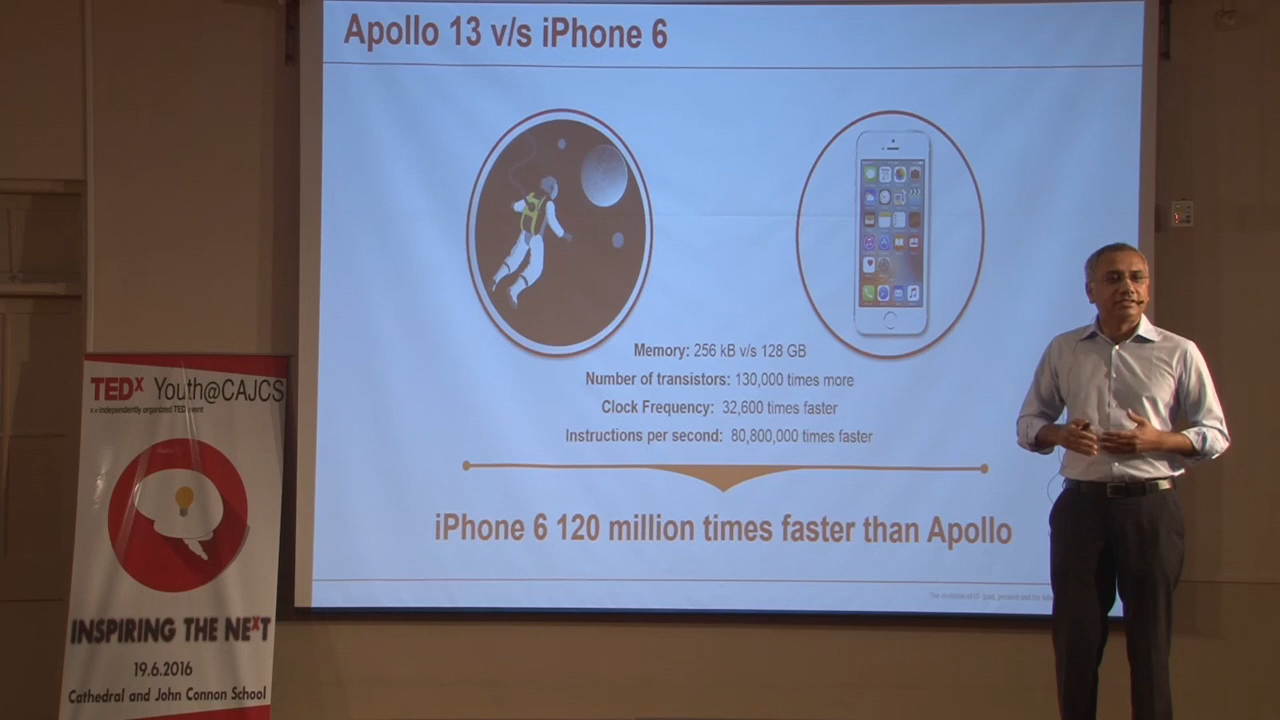 Apollo 13 v/s iPhone 6
Memory: 256 kB v/s 128 GB
Number of transistors: 130,000 times more
Clock Frequency: 32,600 times faster
Instructions per second: 80,800,000 times faster
iPhone 6 120 million times faster than Apollo
TEDx Youth@CAJCS
x = independently organized TED event
INSPIRING THE NExT
19.6.2016
Cathedral and John Connon School